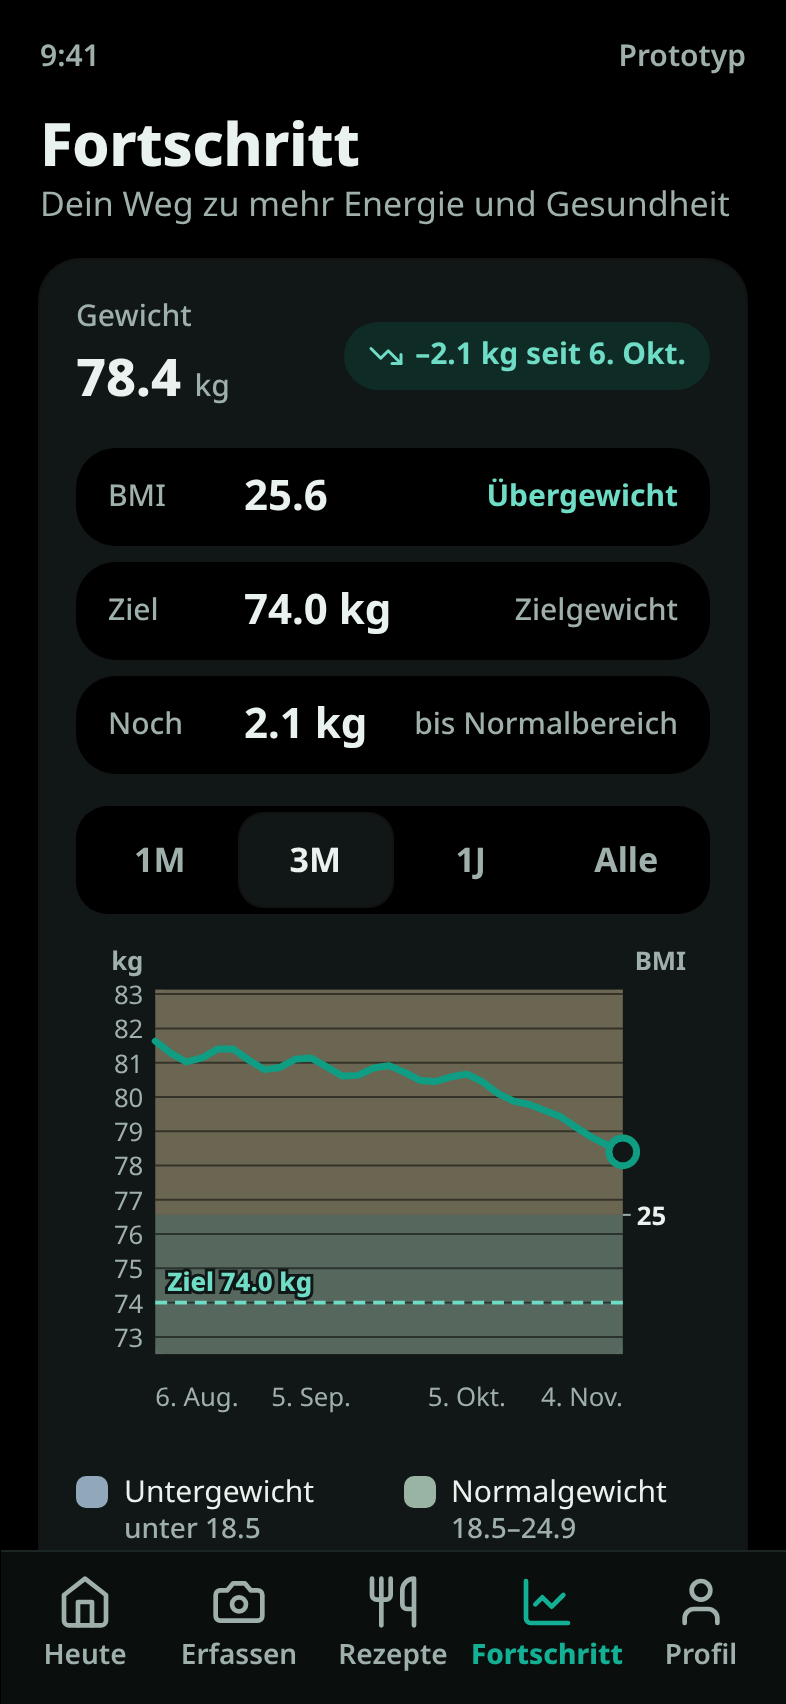 9:41 Prototyp
Fortschritt
Dein Weg zu mehr Energie und Gesundheit
Gewicht
78.4 kg
–2.1 kg seit 6. Okt.
BMI 25.6 Übergewicht
Ziel 74.0 kg Zielgewicht
Noch 2.1 kg bis Normalbereich
1M 3M 1J Alle
kg BMI
83
82
81
80
79
78
77
25
76
75
Ziel 74.0 kg
74
73
6. Aug. 5. Sep. 5. Okt. 4. Nov.
Untergewicht
unter 18.5
Normalgewicht
18.5–24.9
Heute Erfassen Rezepte Fortschritt Profil